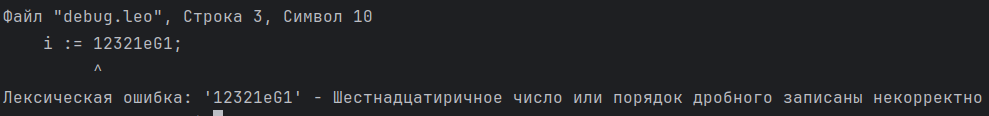 Файл "debug.leo", Строка 3, Символ 10
i := 12321eG1;
^
Лексическая ошибка: '12321eG1' - Шестнадцатиричное число или порядок дробного записаны некорректно